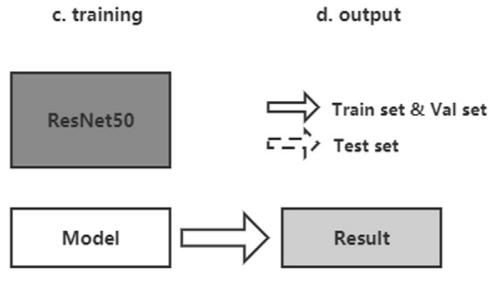 c. training
d. output
ResNet50
Train set & Val set
Test set
Model
Result